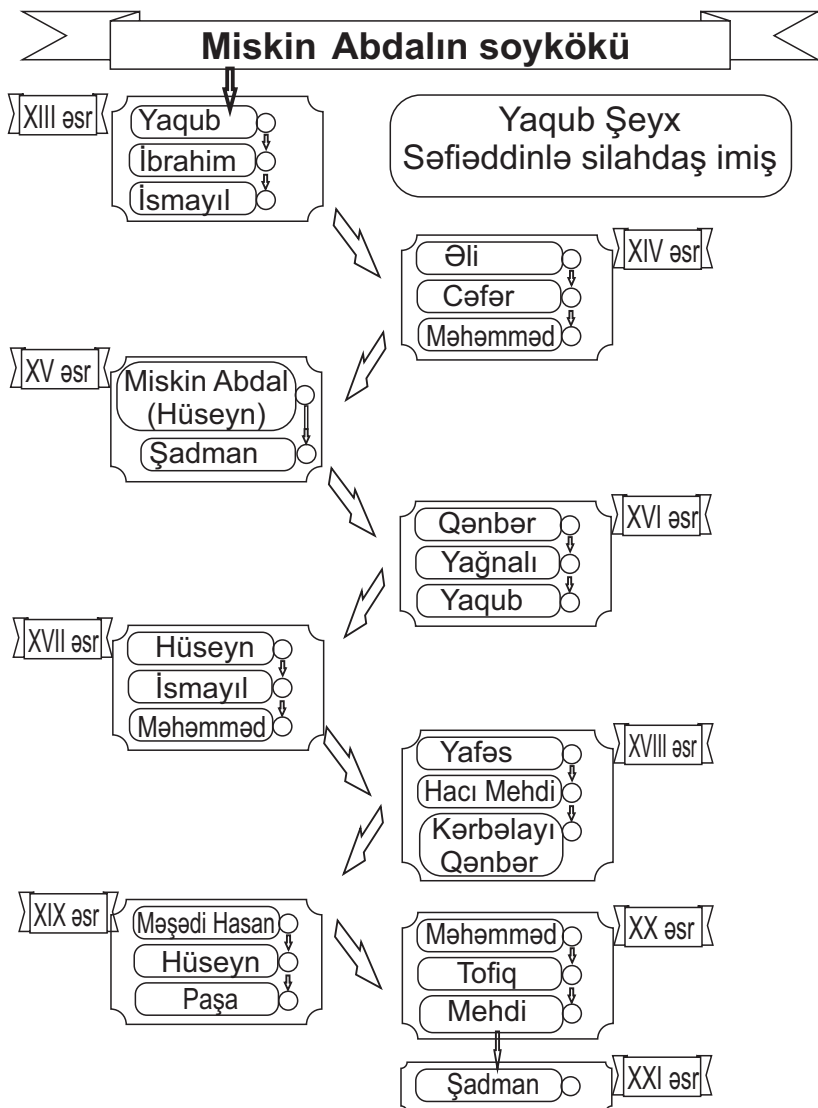 Miskin Abdalın soykökü
XIII əsr
Yaqub
İbrahim
İsmayıl
Yaqub Şeyx
Səfiəddinlə silahdaş imiş
XIV əsr
Əli
Cəfər
Məhəmməd
XV əsr
Miskin Abdal
(Hüseyn)
Şadman
XVI əsr
Qənbər
Yağnalı
Yaqub
XVII əsr
Hüseyn
İsmayıl
Məhəmməd
XVIII əsr
Yafəs
Hacı Mehdi
Kərbəlayı
Qənbər
XIX əsr
Məşədi Hasan
Hüseyn
Paşa
XX əsr
Məhəmməd
Tofiq
Mehdi
XXI əsr
Şadman